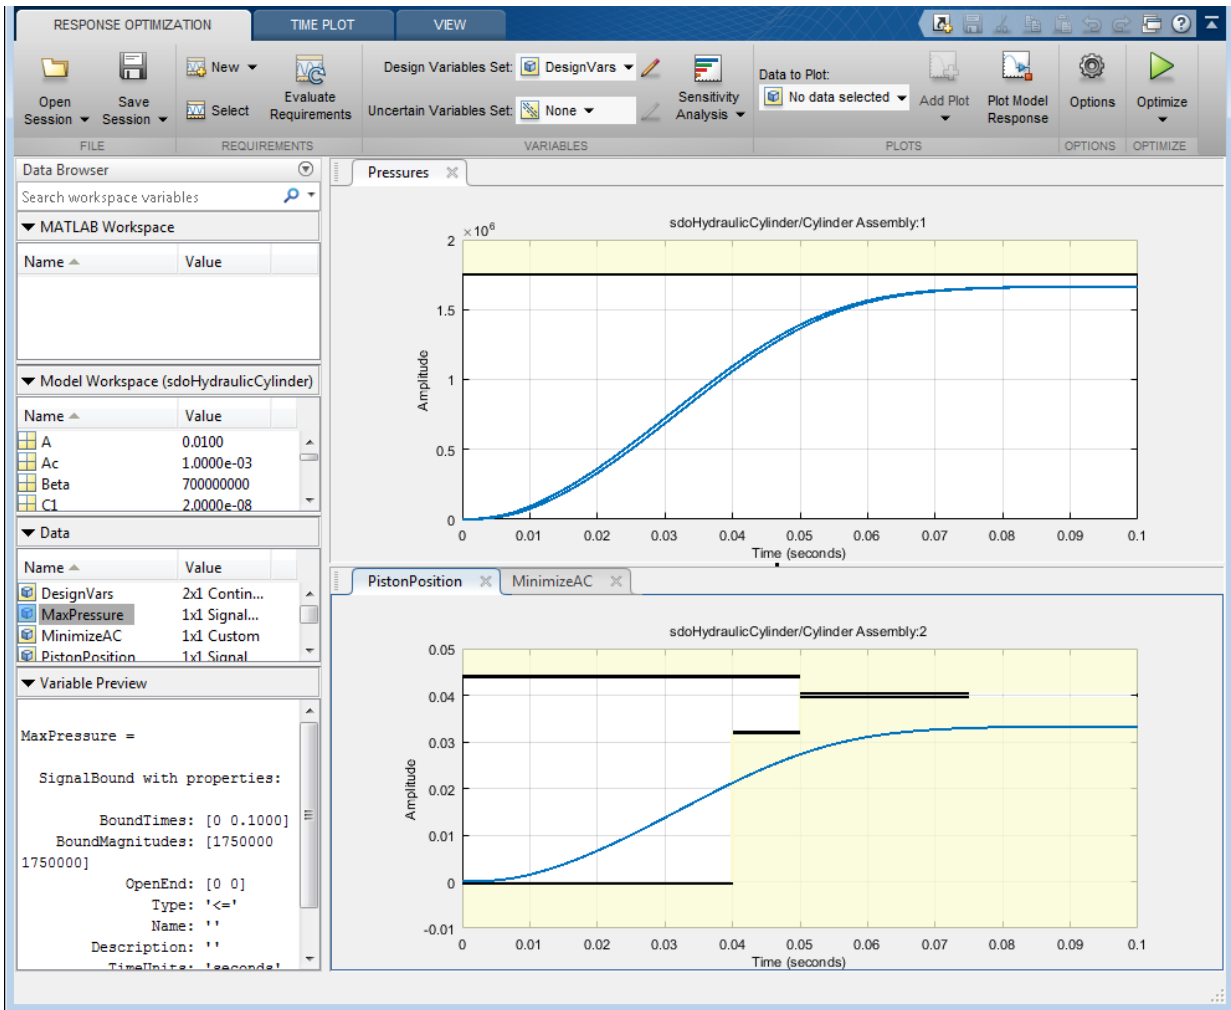 RESPONSE OPTIMIZATION TIME PLOT VIEW
Open Session
Save Session
New
Select
Evaluate Requirements
Design Variables Set: DesignVars
Uncertain Variables Set: None
Sensitivity Analysis
Data to Plot:
No data selected
Add Plot
Plot Model Response
Options
Optimize
FILE REQUIREMENTS VARIABLES PLOTS OPTIONS OPTIMIZE
Data Browser
Search workspace variables
MATLAB Workspace
Name Value
Model Workspace (sdoHydraulicCylinder)
Name Value
A 0.0100
Ac 1.0000e-03
Beta 700000000
C1 2.0000e-08
Data
Name Value
DesignVars 2x1 Contin...
MaxPressure 1x1 Signal...
MinimizeAC 1x1 Custom
PistonPosition 1x1 Signal
Variable Preview
MaxPressure =
SignalBound with properties:
BoundTimes: [0 0.1000]
BoundMagnitudes: [1750000
1750000]
OpenEnd: [0 0]
Type: '<='
Name: ''
Description: ''
TimeUnits: 'seconds'
Pressures
sdoHydraulicCylinder/Cylinder Assembly:1
×10⁶
2
1.5
1
0.5
0
Amplitude
0 0.01 0.02 0.03 0.04 0.05 0.06 0.07 0.08 0.09 0.1
Time (seconds)
PistonPosition MinimizeAC
sdoHydraulicCylinder/Cylinder Assembly:2
0.05
0.04
0.03
0.02
0.01
0
-0.01
Amplitude
0 0.01 0.02 0.03 0.04 0.05 0.06 0.07 0.08 0.09 0.1
Time (seconds)